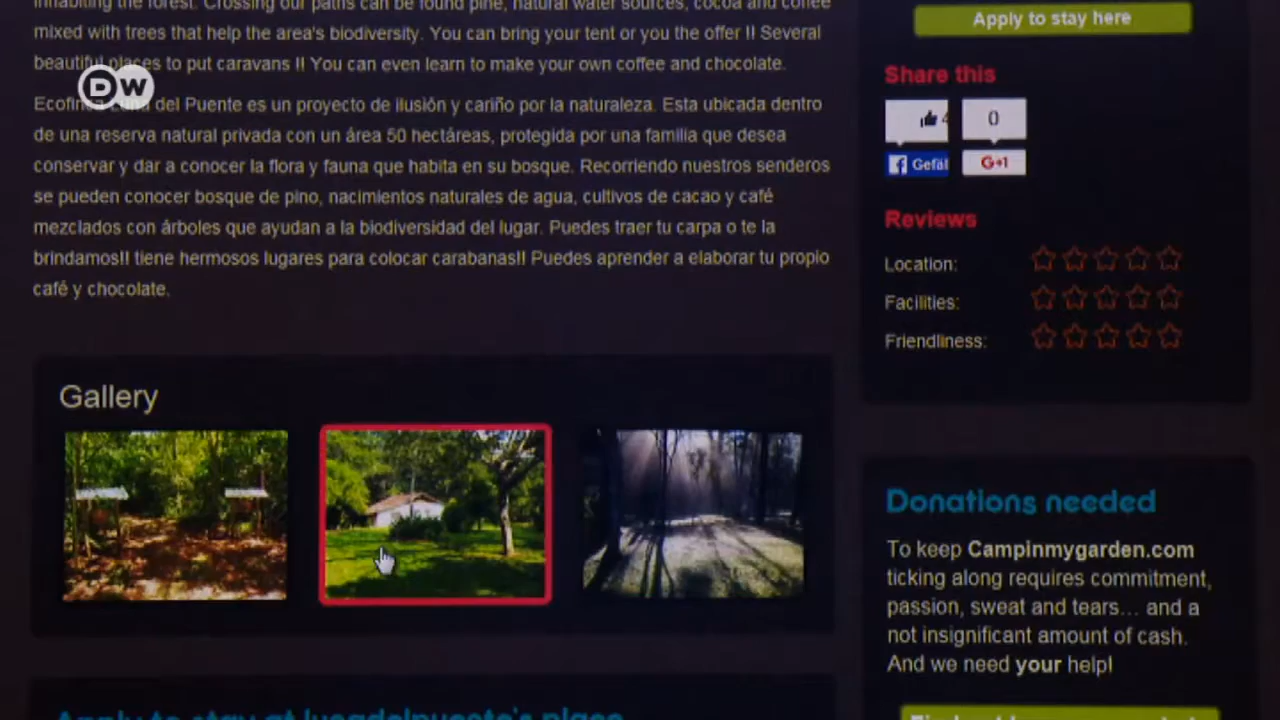 inhabiting the forest. Crossing our paths can be found pine, natural water sources, cocoa and coffee
mixed with trees that help the area's biodiversity. You can bring your tent or you the offer !! Several
beautiful places to put caravans !! You can even learn to make your own coffee and chocolate.
DW
Ecofinca Luna del Puente es un proyecto de ilusión y cariño por la naturaleza. Esta ubicada dentro
de una reserva natural privada con un área 50 hectáreas, protegida por una familia que desea
conservar y dar a conocer la flora y fauna que habita en su bosque. Recorriendo nuestros senderos
se pueden conocer bosque de pino, nacimientos naturales de agua, cultivos de cacao y café
mezclados con árboles que ayudan a la biodiversidad del lugar. Puedes traer tu carpa o te la
brindamos!! tiene hermosos lugares para colocar carabanas!! Puedes aprender a elaborar tu propio
café y chocolate.
Gallery
Apply to stay at lunadelpuente's place
Apply to stay here
Share this
4
0
Gefäl
G+1
Reviews
Location:
Facilities:
Friendliness:
Donations needed
To keep Campinmygarden.com
ticking along requires commitment,
passion, sweat and tears... and a
not insignificant amount of cash.
And we need your help!